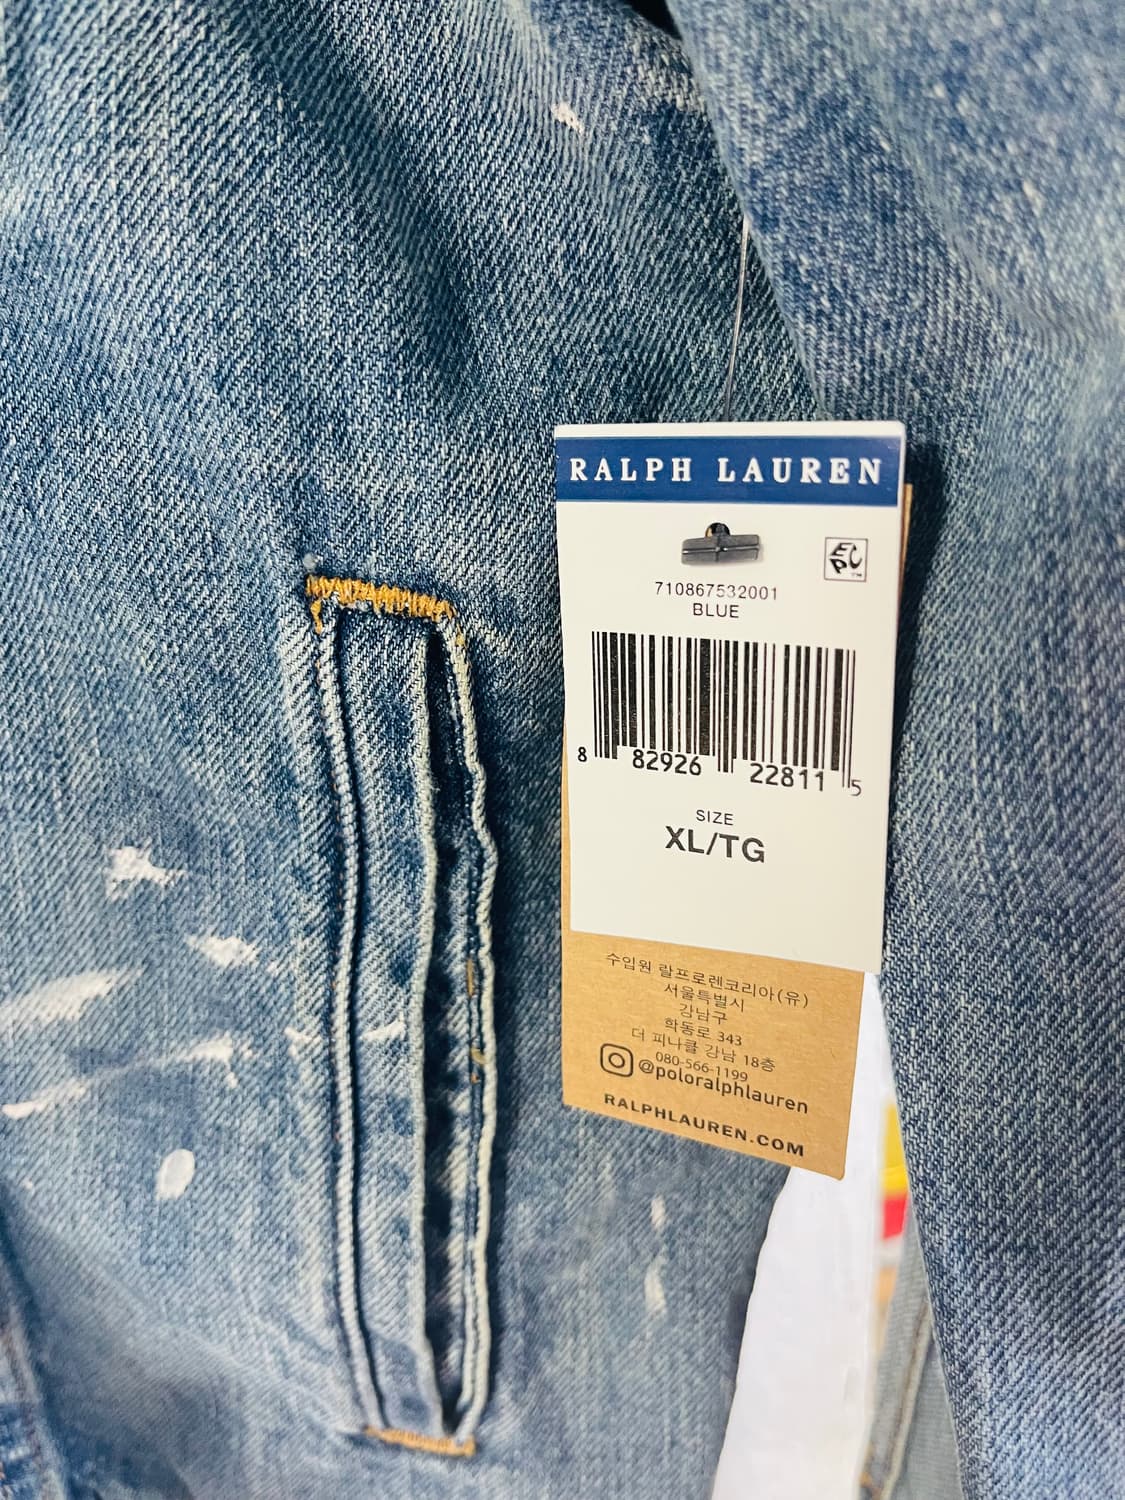 RALPH LAUREN
ECP™
710867532001
BLUE
8 82926 22811 5
SIZE
XL/TG
수입원 랄프로렌코리아(유)
서울특별시
강남구
학동로 343
더 피나클 강남 18층
080-566-1199
@poloralphlauren
RALPHLAUREN.COM